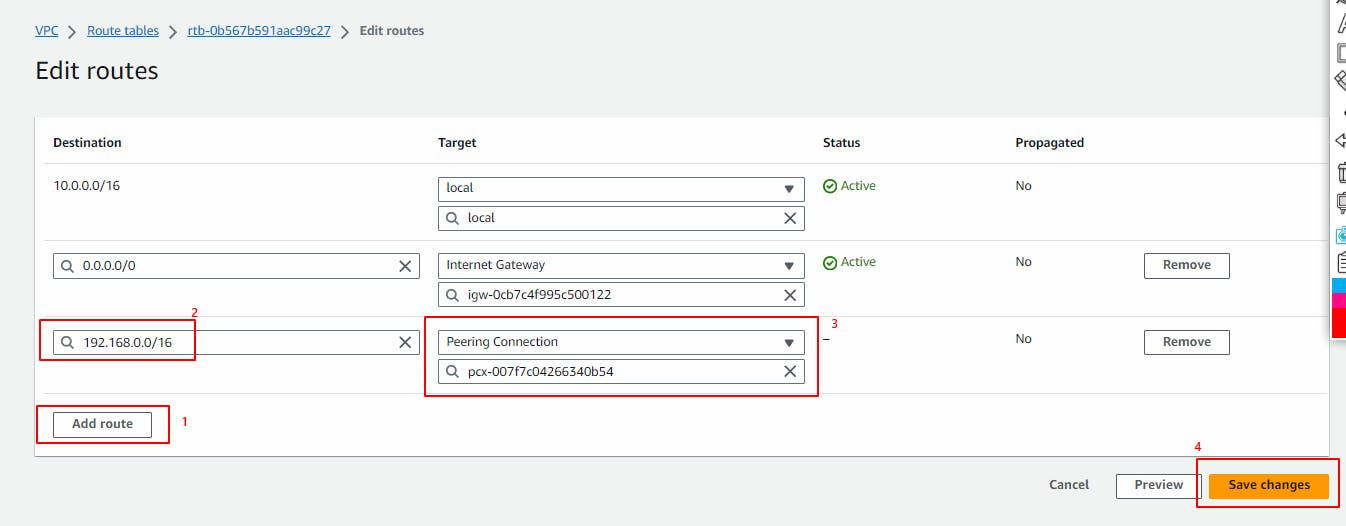 VPC > Route tables > rtb-0b567b591aac99c27 > Edit routes
Edit routes
Destination Target Status Propagated
10.0.0.0/16 local Active No
local
0.0.0.0/0 Internet Gateway Active No Remove
igw-0cb7c4f995c500122
2
3
192.168.0.0/16 Peering Connection – No Remove
pcx-007f7c04266340b54
Add route 1
4
Cancel Preview Save changes